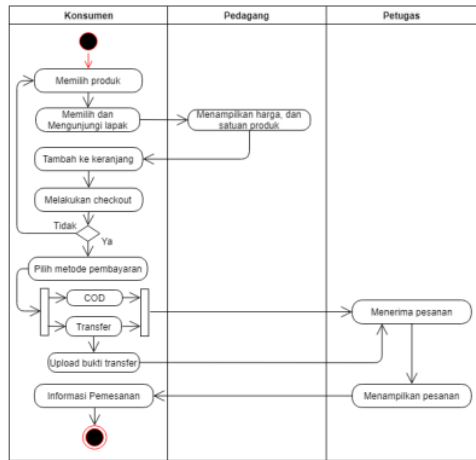 Konsumen
Pedagang
Petugas
Memilih produk
Memilih dan
Mengunjungi lapak
Menampilkan harga, dan
satuan produk
Tambah ke keranjang
Melakukan checkout
Tidak
Ya
Pilih metode pembayaran
COD
Transfer
Menerima pesanan
Upload bukti transfer
Informasi Pemesanan
Menampilkan pesanan